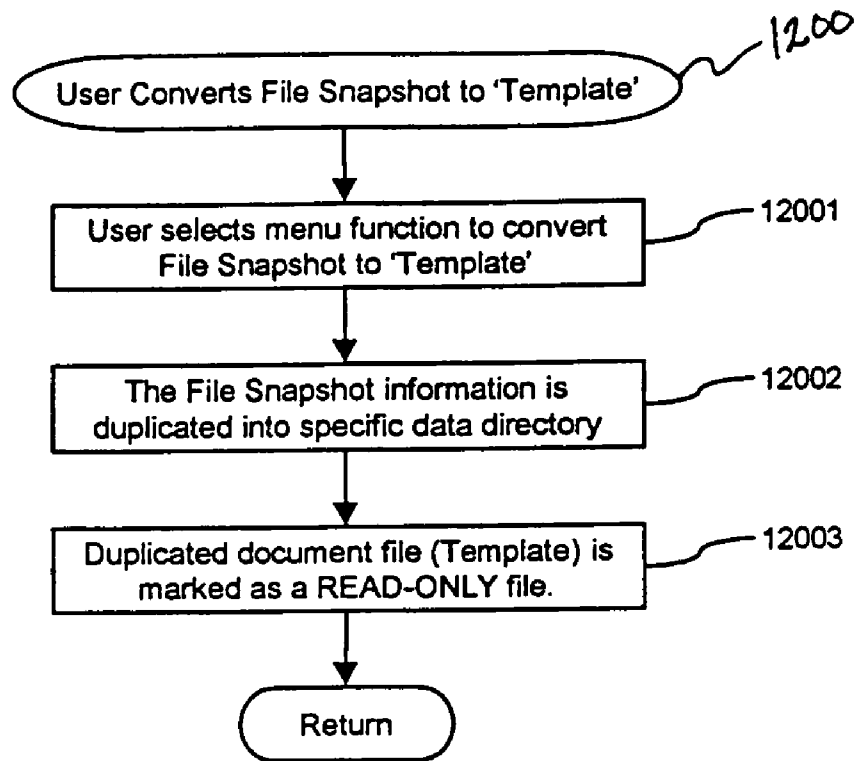 1200
User Converts File Snapshot to 'Template'
User selects menu function to convert
File Snapshot to 'Template'
12001
The File Snapshot information is
duplicated into specific data directory
12002
Duplicated document file (Template) is
marked as a READ-ONLY file.
12003
Return